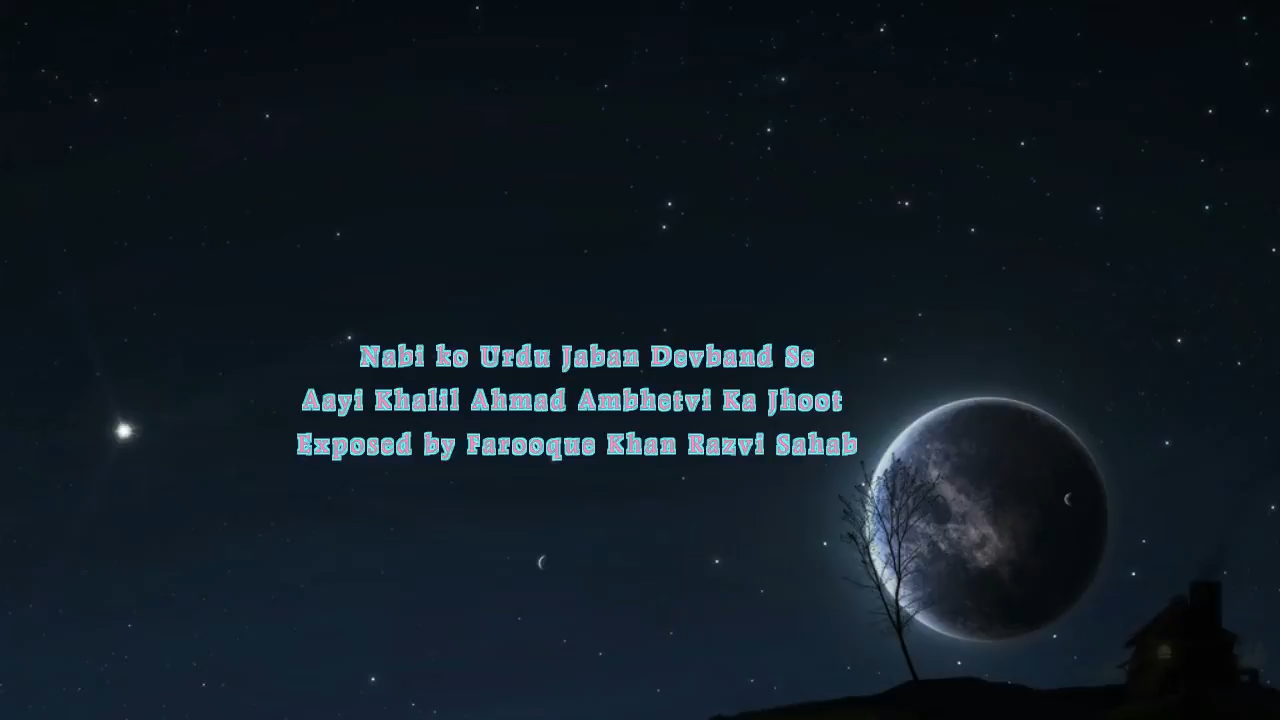 Nabi ko Urdu Jaban Devband Se
Aayi Khalil Ahmad Ambhetvi Ka Jhoot
Exposed by Farooque Khan Razvi Sahab